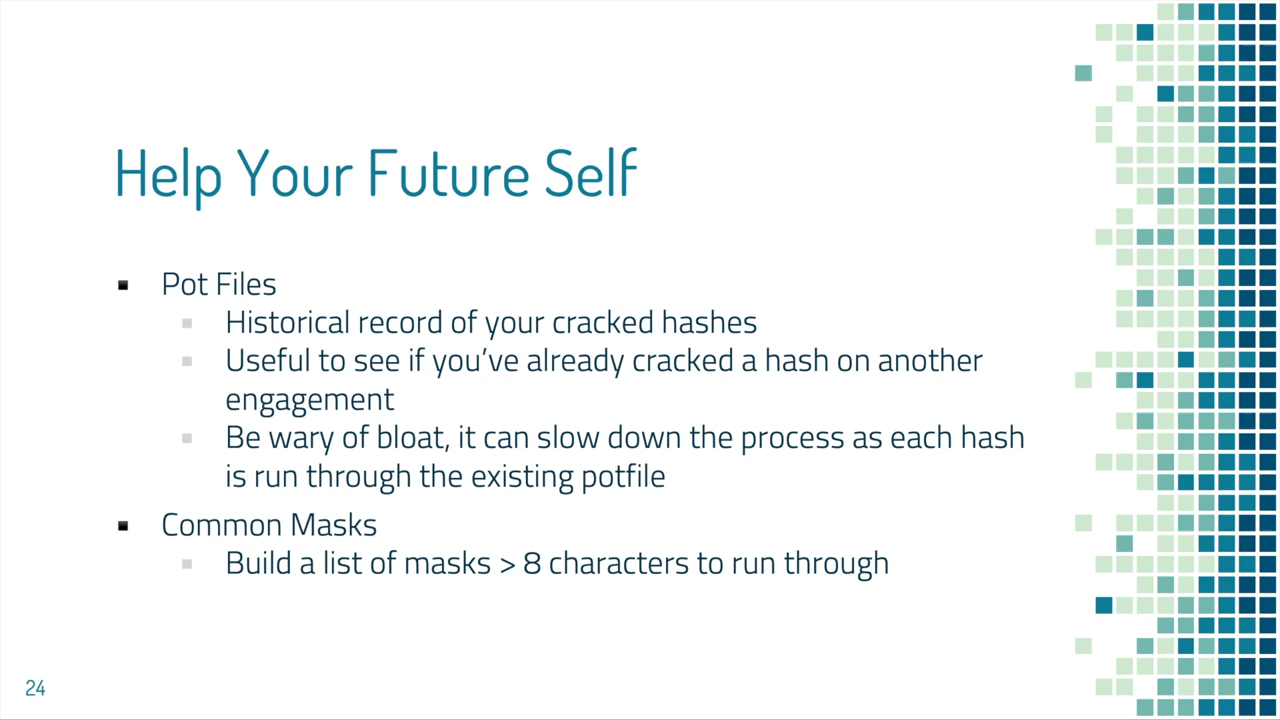 Help Your Future Self
Pot Files
Historical record of your cracked hashes
Useful to see if you’ve already cracked a hash on another
engagement
Be wary of bloat, it can slow down the process as each hash
is run through the existing potfile
Common Masks
Build a list of masks > 8 characters to run through
24